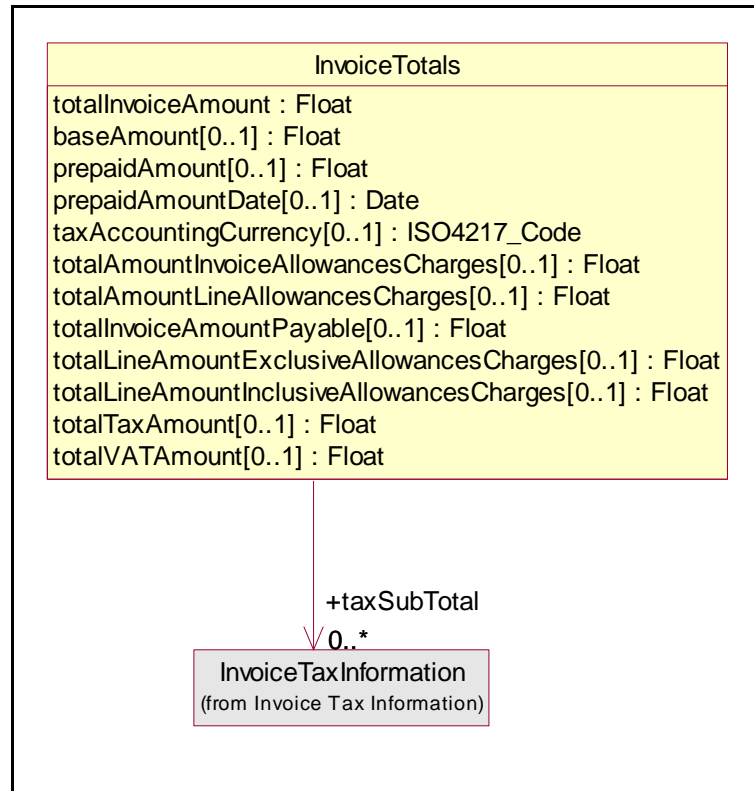 InvoiceTotals
totalInvoiceAmount : Float
baseAmount[0..1] : Float
prepaidAmount[0..1] : Float
prepaidAmountDate[0..1] : Date
taxAccountingCurrency[0..1] : ISO4217_Code
totalAmountInvoiceAllowancesCharges[0..1] : Float
totalAmountLineAllowancesCharges[0..1] : Float
totalInvoiceAmountPayable[0..1] : Float
totalLineAmountExclusiveAllowancesCharges[0..1] : Float
totalLineAmountInclusiveAllowancesCharges[0..1] : Float
totalTaxAmount[0..1] : Float
totalVATAmount[0..1] : Float
+taxSubTotal
0..*
InvoiceTaxInformation
(from Invoice Tax Information)